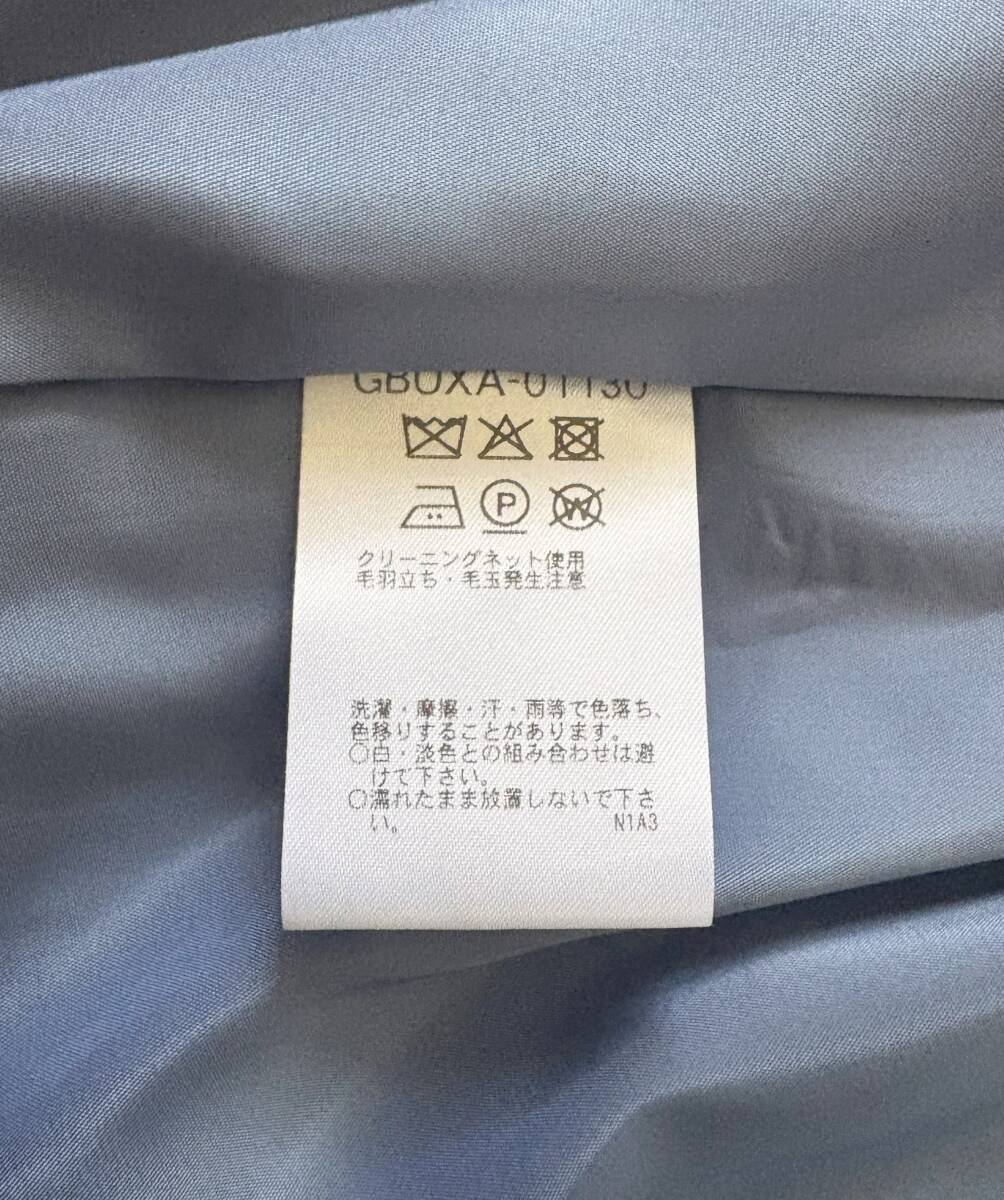 GBUXA-01130
P
W
クリーニングネット使用
毛羽立ち・毛玉発生注意
洗濯・摩擦・汗・雨等で色落ち、
色移りすることがあります。
○白・淡色との組み合わせは避
けて下さい。
○濡れたまま放置しないで下さ
い。 N1A3